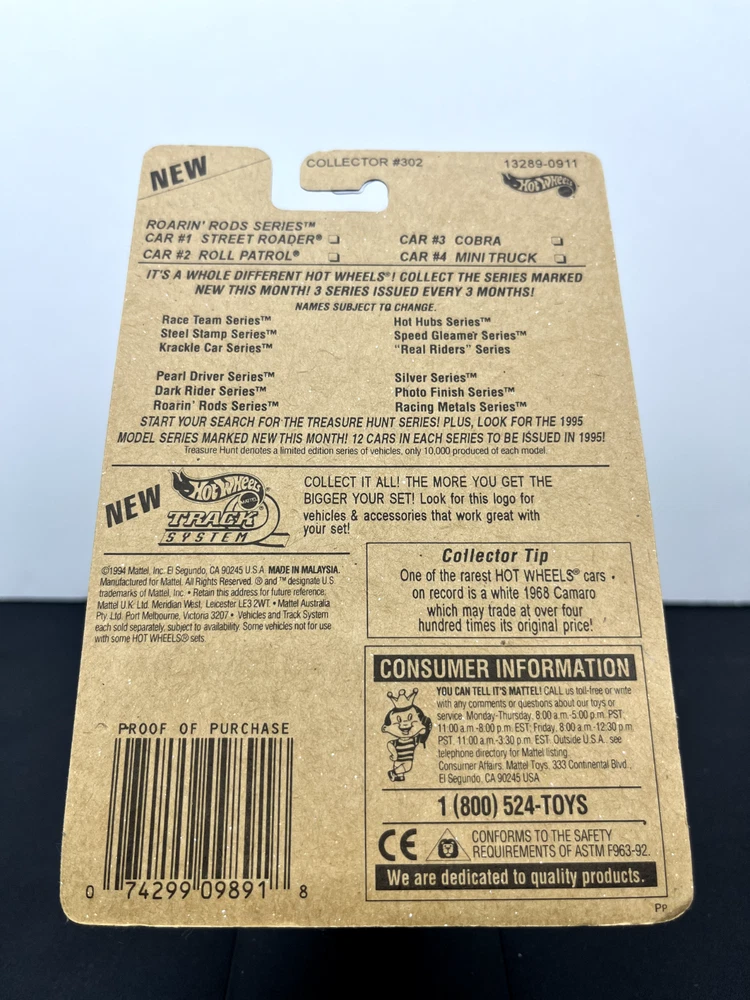 NEW
COLLECTOR #302
13289-0911
HOT WHEELS
ROARIN' RODS SERIES™
CAR #1 STREET ROADER® ❏
CAR #3 COBRA ❏
CAR #2 ROLL PATROL® ❏
CAR #4 MINI TRUCK ❏
IT'S A WHOLE DIFFERENT HOT WHEELS®! COLLECT THE SERIES MARKED
NEW THIS MONTH! 3 SERIES ISSUED EVERY 3 MONTHS!
NAMES SUBJECT TO CHANGE.
Race Team Series™
Steel Stamp Series™
Krackle Car Series™
Hot Hubs Series™
Speed Gleamer Series™
"Real Riders" Series
Pearl Driver Series™
Dark Rider Series™
Roarin' Rods Series™
Silver Series™
Photo Finish Series™
Racing Metals Series™
START YOUR SEARCH FOR THE TREASURE HUNT SERIES! PLUS, LOOK FOR THE 1995
MODEL SERIES MARKED NEW THIS MONTH! 12 CARS IN EACH SERIES TO BE ISSUED IN 1995!
Treasure Hunt denotes a limited edition series of vehicles, only 10,000 produced of each model.
NEW
HOT WHEELS
MATTEL
TRACK
SYSTEM
COLLECT IT ALL! THE MORE YOU GET THE
BIGGER YOUR SET! Look for this logo for
vehicles & accessories that work great with
your set!
©1994 Mattel, Inc. El Segundo, CA 90245 U.S.A. MADE IN MALAYSIA.
Manufactured for Mattel. All Rights Reserved. ® and ™ designate U.S.
trademarks of Mattel, Inc. • Retain this address for future reference:
Mattel U.K. Ltd. Meridian West, Leicester LE3 2WT. • Mattel Australia
Pty. Ltd. Port Melbourne, Victoria 3207 • Vehicles and Track System
each sold separately, subject to availability. Some vehicles not for use
with some HOT WHEELS® sets.
Collector Tip
One of the rarest HOT WHEELS® cars
on record is a white 1968 Camaro
which may trade at over four
hundred times its original price!
CONSUMER INFORMATION
YOU CAN TELL IT'S MATTEL! CALL us toll-free or write
with any comments or questions about our toys or
service. Monday-Thursday, 8:00 a.m.-5:00 p.m. PST,
11:00 a.m.-8:00 p.m. EST; Friday, 8:00 a.m.-12:30 p.m.
PST, 11:00 a.m.-3:30 p.m. EST. Outside U.S.A., see
telephone directory for Mattel listing.
Consumer Affairs, Mattel Toys, 333 Continental Blvd.,
El Segundo, CA 90245 USA
1 (800) 524-TOYS
CE
CONFORMS TO THE SAFETY
REQUIREMENTS OF ASTM F963-92.
We are dedicated to quality products.
PROOF OF PURCHASE
0 74299 09891 8
PP